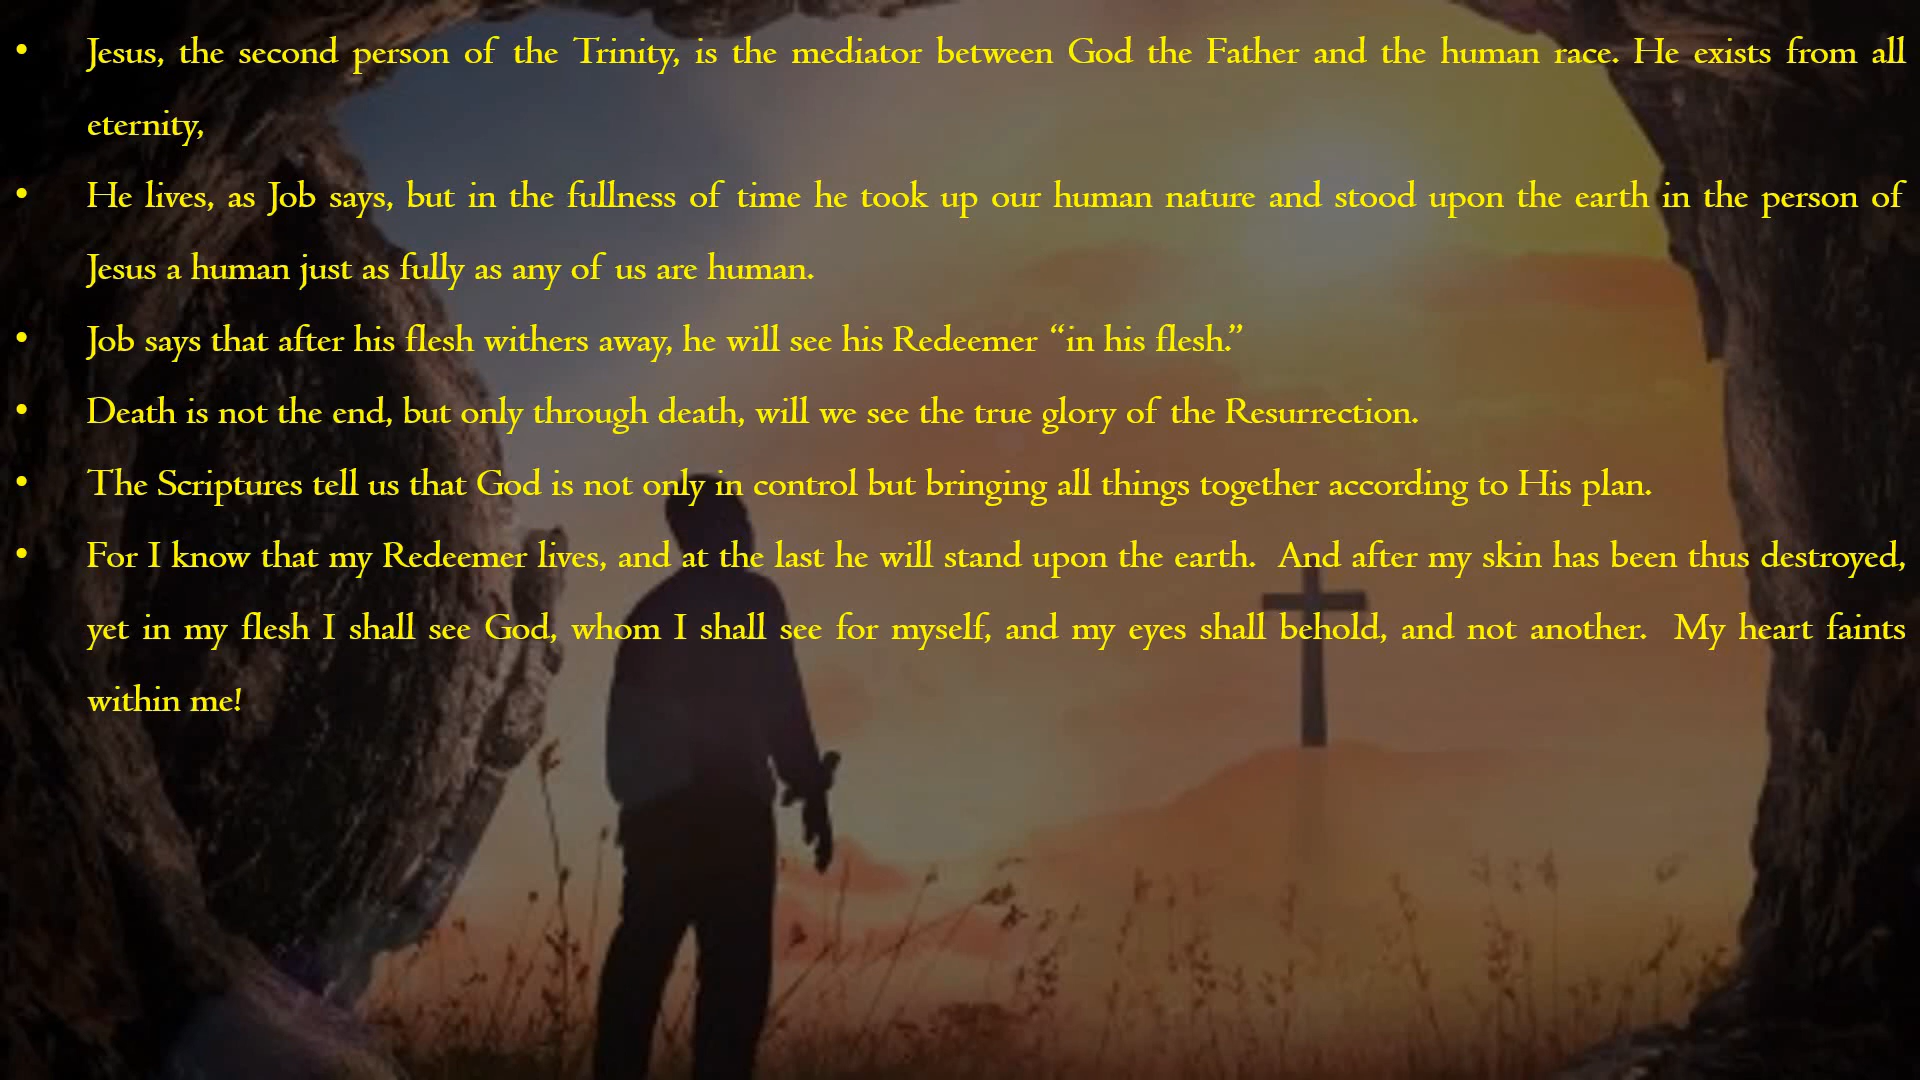 • Jesus, the second person of the Trinity, is the mediator between God the Father and the human race. He exists from all
eternity,
• He lives, as Job says, but in the fullness of time he took up our human nature and stood upon the earth in the person of
Jesus a human just as fully as any of us are human.
• Job says that after his flesh withers away, he will see his Redeemer “in his flesh.”
• Death is not the end, but only through death, will we see the true glory of the Resurrection.
• The Scriptures tell us that God is not only in control but bringing all things together according to His plan.
• For I know that my Redeemer lives, and at the last he will stand upon the earth.  And after my skin has been thus destroyed,
yet in my flesh I shall see God, whom I shall see for myself, and my eyes shall behold, and not another.  My heart faints
within me!